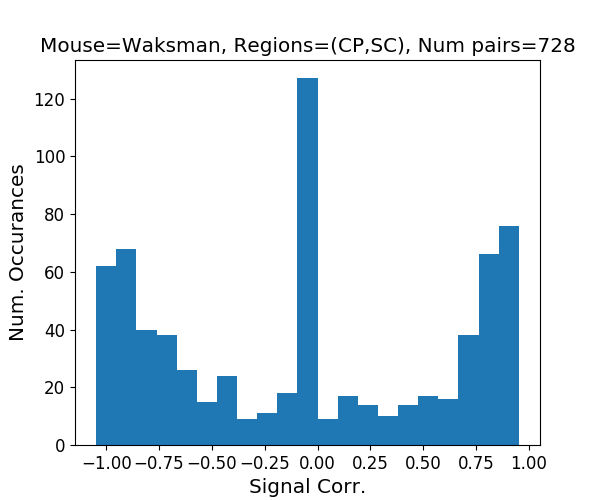 Mouse=Waksman, Regions=(CP,SC), Num pairs=728
120
100
80
60
40
20
0
Num. Occurances
−1.00 −0.75 −0.50 −0.25 0.00 0.25 0.50 0.75 1.00
Signal Corr.